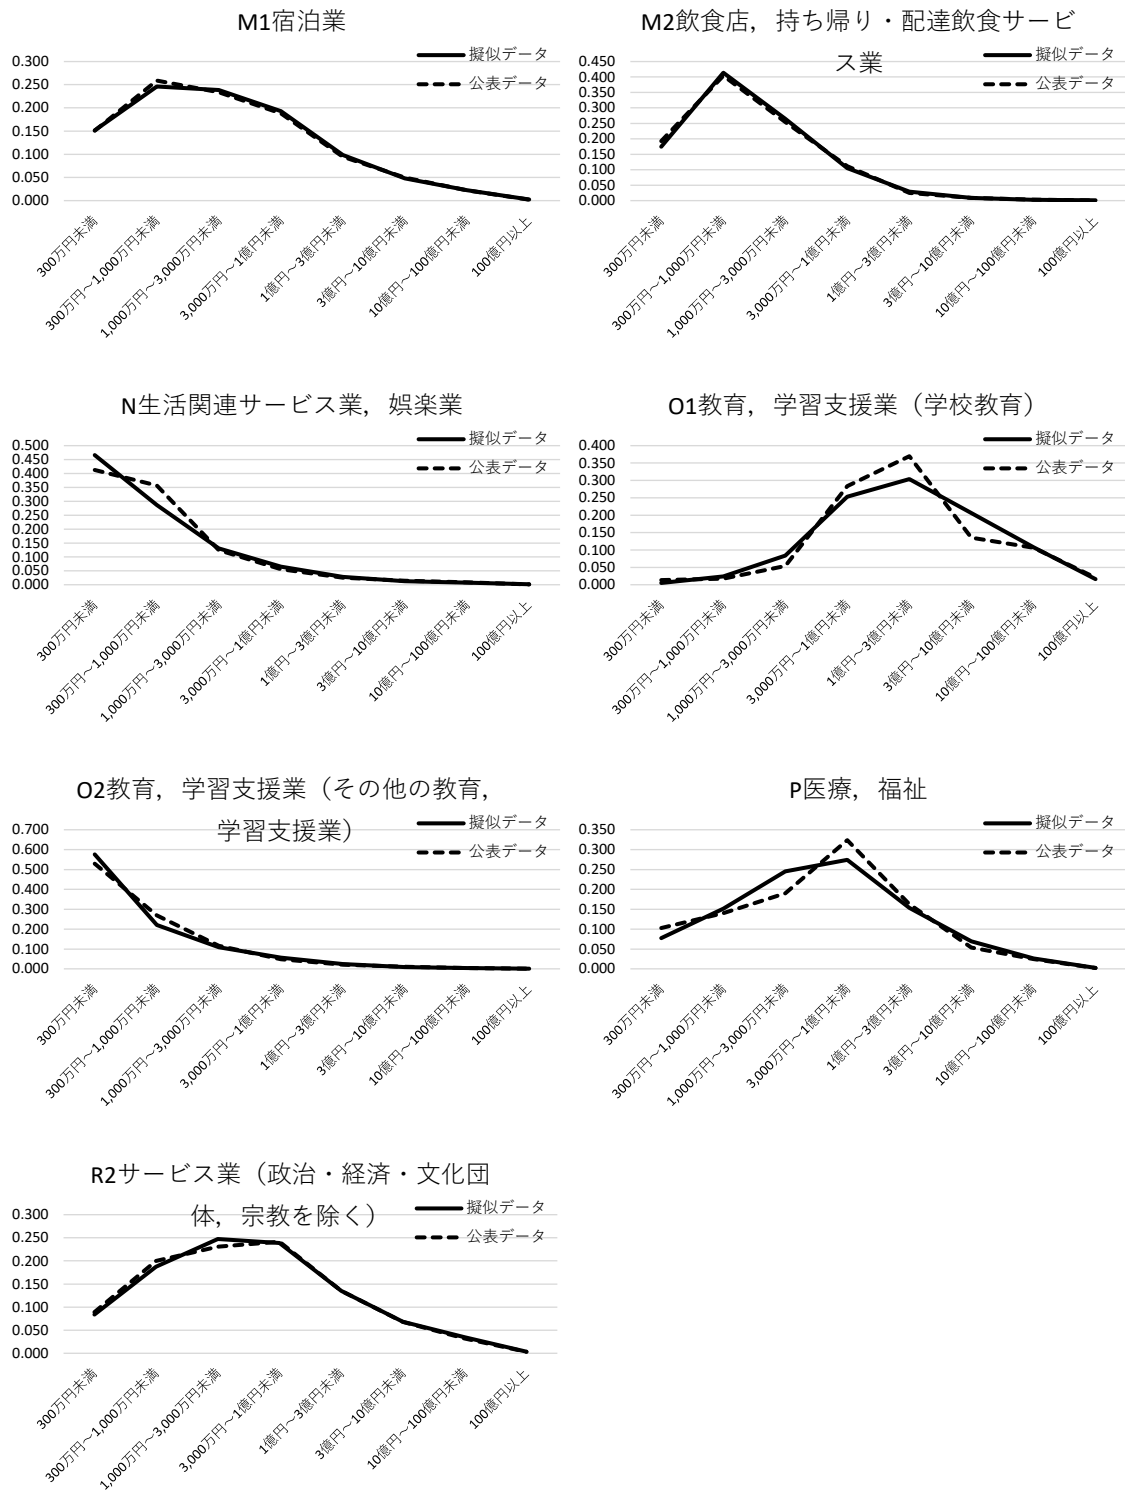 M1宿泊業
擬似データ
公表データ
0.300
0.250
0.200
0.150
0.100
0.050
0.000
300万円未満
300万円～1,000万円未満
1,000万円～3,000万円未満
3,000万円～1億円未満
1億円～3億円未満
3億円～10億円未満
10億円～100億円未満
100億円以上
M2飲食店，持ち帰り・配達飲食サービ
ス業
擬似データ
公表データ
0.450
0.400
0.350
0.300
0.250
0.200
0.150
0.100
0.050
0.000
300万円未満
300万円～1,000万円未満
1,000万円～3,000万円未満
3,000万円～1億円未満
1億円～3億円未満
3億円～10億円未満
10億円～100億円未満
100億円以上
N生活関連サービス業，娯楽業
擬似データ
公表データ
0.500
0.450
0.400
0.350
0.300
0.250
0.200
0.150
0.100
0.050
0.000
300万円未満
300万円～1,000万円未満
1,000万円～3,000万円未満
3,000万円～1億円未満
1億円～3億円未満
3億円～10億円未満
10億円～100億円未満
100億円以上
O1教育，学習支援業（学校教育）
擬似データ
公表データ
0.400
0.350
0.300
0.250
0.200
0.150
0.100
0.050
0.000
300万円未満
300万円～1,000万円未満
1,000万円～3,000万円未満
3,000万円～1億円未満
1億円～3億円未満
3億円～10億円未満
10億円～100億円未満
100億円以上
O2教育，学習支援業（その他の教育，
学習支援業）
擬似データ
公表データ
0.700
0.600
0.500
0.400
0.300
0.200
0.100
0.000
300万円未満
300万円～1,000万円未満
1,000万円～3,000万円未満
3,000万円～1億円未満
1億円～3億円未満
3億円～10億円未満
10億円～100億円未満
100億円以上
P医療，福祉
擬似データ
公表データ
0.350
0.300
0.250
0.200
0.150
0.100
0.050
0.000
300万円未満
300万円～1,000万円未満
1,000万円～3,000万円未満
3,000万円～1億円未満
1億円～3億円未満
3億円～10億円未満
10億円～100億円未満
100億円以上
R2サービス業（政治・経済・文化団
体，宗教を除く）
擬似データ
公表データ
0.300
0.250
0.200
0.150
0.100
0.050
0.000
300万円未満
300万円～1,000万円未満
1,000万円～3,000万円未満
3,000万円～1億円未満
1億円～3億円未満
3億円～10億円未満
10億円～100億円未満
100億円以上